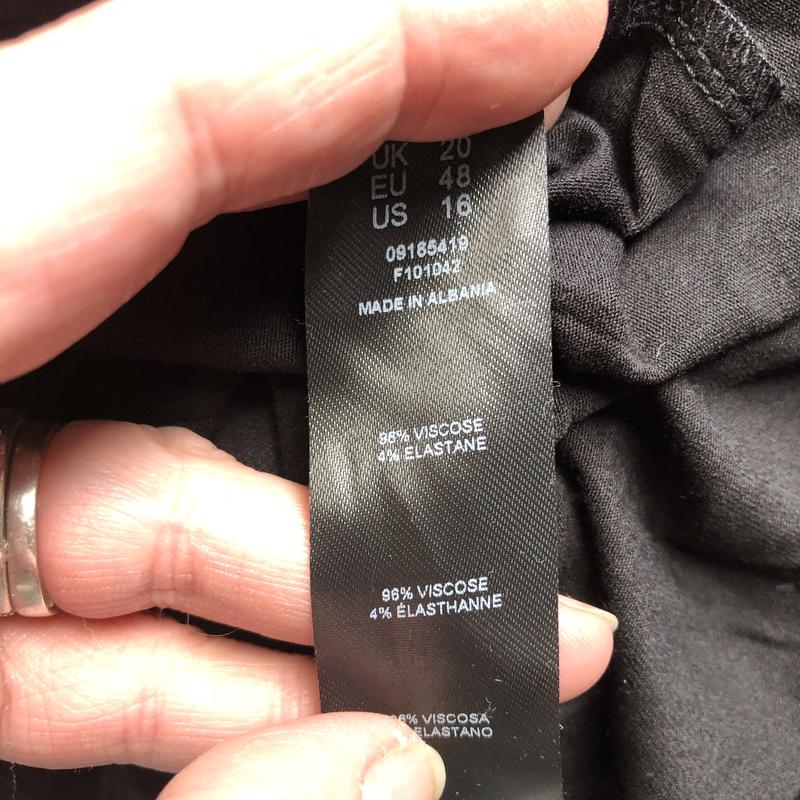 UK 20
EU 48
US 16
09165419
F101042
MADE IN ALBANIA
96% VISCOSE
4% ELASTANE
96% VISCOSE
4% ÉLASTHANNE
96% VISCOSA
ELASTANO